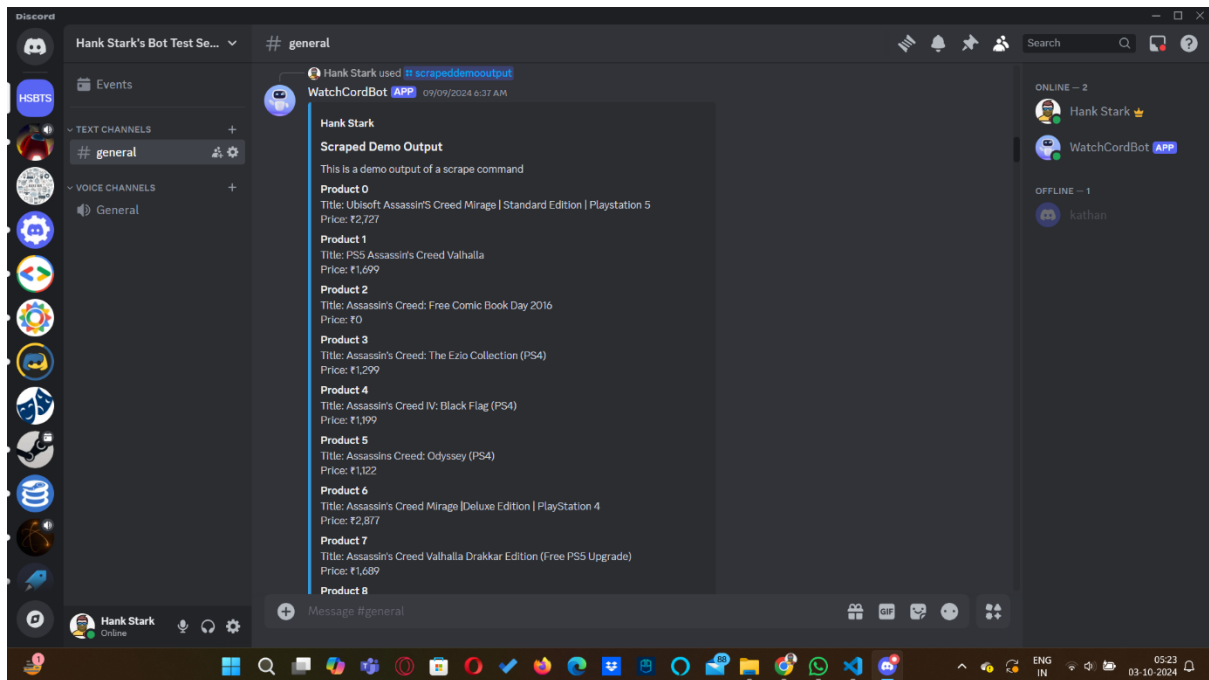 Discord
Hank Stark's Bot Test Se...
general
Search
HSBTS
Events
TEXT CHANNELS
general
VOICE CHANNELS
General
Hank Stark used scrapeddemooutput
WatchCordBot APP 09/09/2024 6:37 AM
Hank Stark
Scraped Demo Output
This is a demo output of a scrape command
Product 0
Title: Ubisoft Assassin'S Creed Mirage | Standard Edition | Playstation 5
Price: ₹2,727
Product 1
Title: PS5 Assassin's Creed Valhalla
Price: ₹1,699
Product 2
Title: Assassin's Creed: Free Comic Book Day 2016
Price: ₹0
Product 3
Title: Assassin's Creed: The Ezio Collection (PS4)
Price: ₹1,299
Product 4
Title: Assassin's Creed IV: Black Flag (PS4)
Price: ₹1,199
Product 5
Title: Assassins Creed: Odyssey (PS4)
Price: ₹1,122
Product 6
Title: Assassin's Creed Mirage |Deluxe Edition | PlayStation 4
Price: ₹2,877
Product 7
Title: Assassin's Creed Valhalla Drakkar Edition (Free PS5 Upgrade)
Price: ₹1,689
Product 8
Message #general
GIF
ONLINE — 2
Hank Stark
WatchCordBot APP
OFFLINE — 1
kathan
Hank Stark
Online
1
88
ENG
IN
05:23
03-10-2024